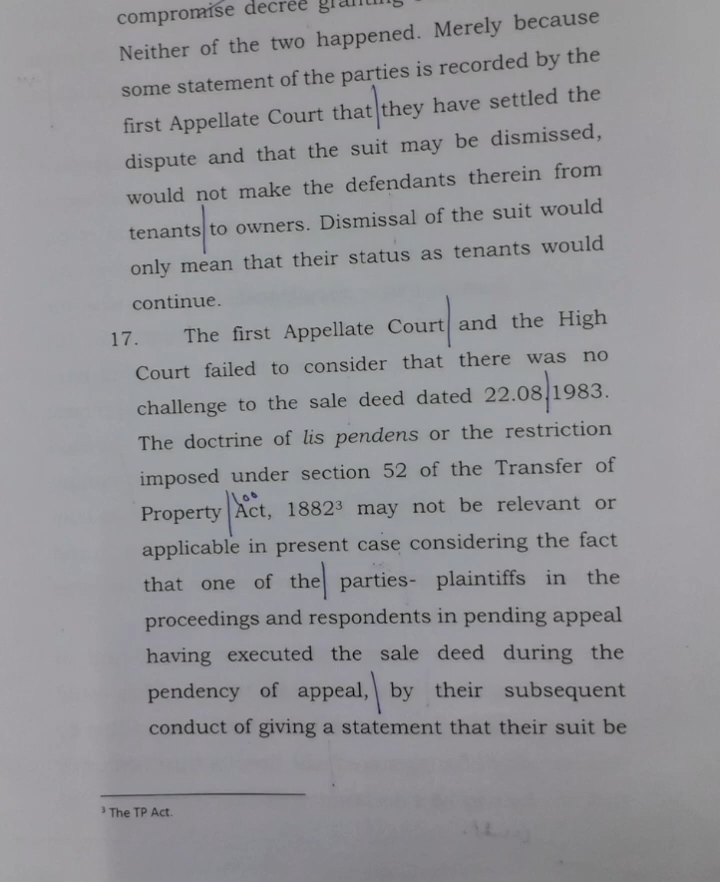 compromise decree granting
Neither of the two happened. Merely because
some statement of the parties is recorded by the
first Appellate Court that they have settled the
dispute and that the suit may be dismissed,
would not make the defendants therein from
tenants to owners. Dismissal of the suit would
only mean that their status as tenants would
continue.
17. The first Appellate Court and the High
Court failed to consider that there was no
challenge to the sale deed dated 22.08.1983.
The doctrine of lis pendens or the restriction
imposed under section 52 of the Transfer of
100
Property Act, 1882³ may not be relevant or
applicable in present case considering the fact
that one of the parties- plaintiffs in the
proceedings and respondents in pending appeal
having executed the sale deed during the
pendency of appeal, by their subsequent
conduct of giving a statement that their suit be
³ The TP Act.